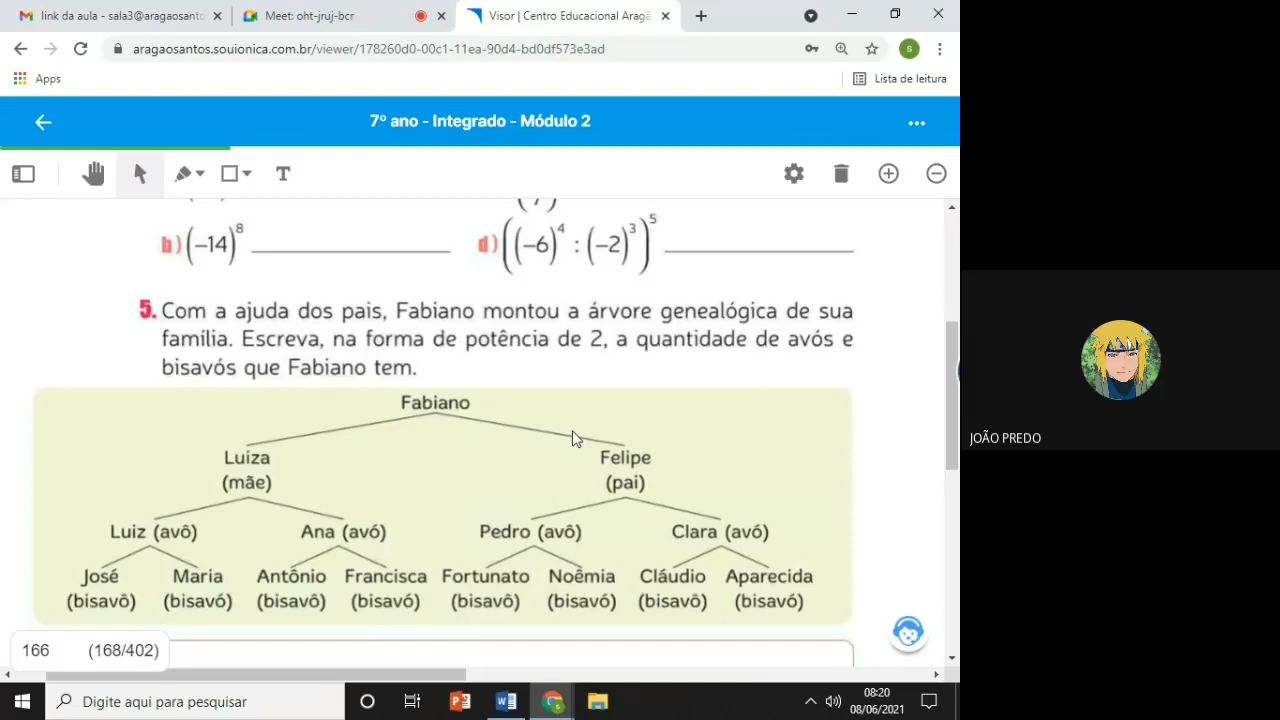 link da aula - sala3@aragaosant
Meet: oht-jruj-bcr
Visor | Centro Educacional Aragã
aragaosantos.souionica.com.br/viewer/178260d0-00c1-11ea-90d4-bd0df573e3ad
s
Apps
Lista de leitura
7º ano - Integrado - Módulo 2
T
b) (−14)^8 ____________
d) ((−6)^4 : (−2)^3)^5 ____________
5. Com a ajuda dos pais, Fabiano montou a árvore genealógica de sua
família. Escreva, na forma de potência de 2, a quantidade de avós e
bisavós que Fabiano tem.
Fabiano
Luiza Felipe
(mãe) (pai)
Luiz (avô) Ana (avó) Pedro (avô) Clara (avó)
José Maria Antônio Francisca Fortunato Noêmia Cláudio Aparecida
(bisavô) (bisavó) (bisavô) (bisavó) (bisavô) (bisavó) (bisavô) (bisavó)
166 (168/402)
JOÃO PREDO
Digite aqui para pesquisar
08:20
08/06/2021